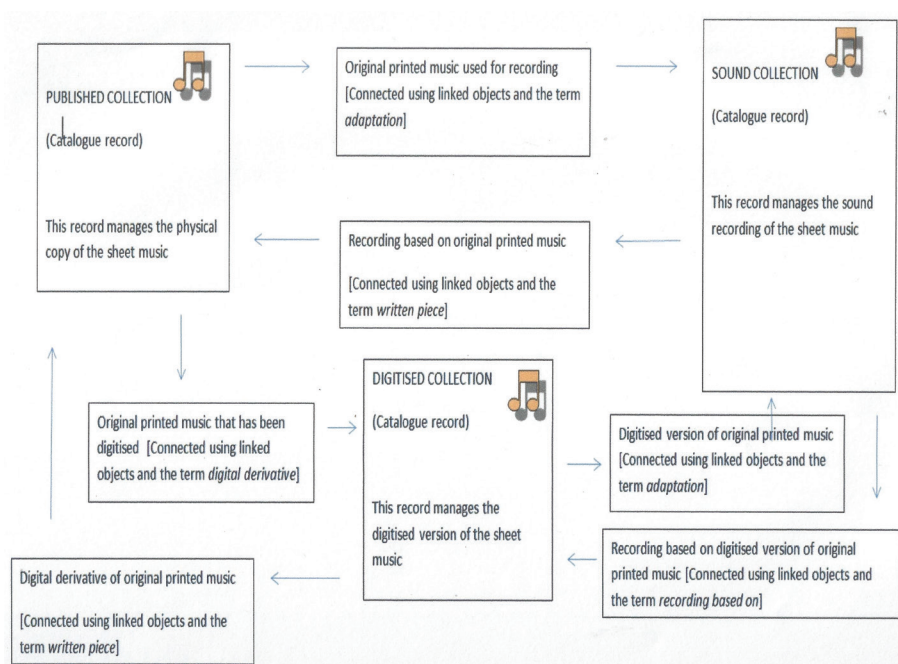 PUBLISHED COLLECTION
(Catalogue record)
This record manages the physical
copy of the sheet music
Original printed music used for recording
[Connected using linked objects and the
term adaptation]
SOUND COLLECTION
(Catalogue record)
This record manages the sound
recording of the sheet music
Recording based on original printed music
[Connected using linked objects and the
term written piece]
Original printed music that has been
digitised [Connected using linked
objects and the term digital derivative]
DIGITISED COLLECTION
(Catalogue record)
This record manages the
digitised version of the sheet
music
Digitised version of original printed music
[Connected using linked objects and the
term adaptation]
Recording based on digitised version of original
printed music [Connected using linked objects and
the term recording based on]
Digital derivative of original printed music
[Connected using linked objects and the
term written piece]